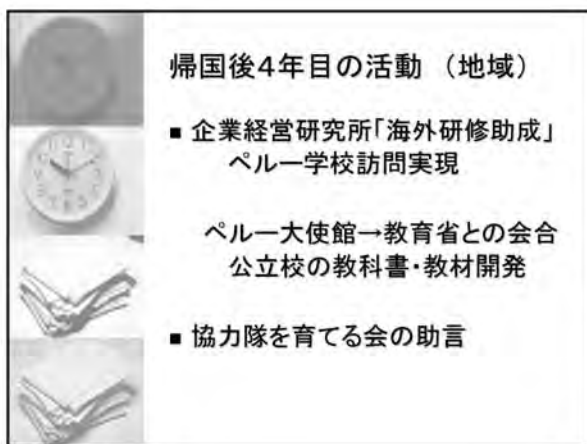 帰国後4年目の活動 （地域）
■ 企業経営研究所「海外研修助成」
ペルー学校訪問実現
ペルー大使館→教育省との会合
公立校の教科書・教材開発
■ 協力隊を育てる会の助言